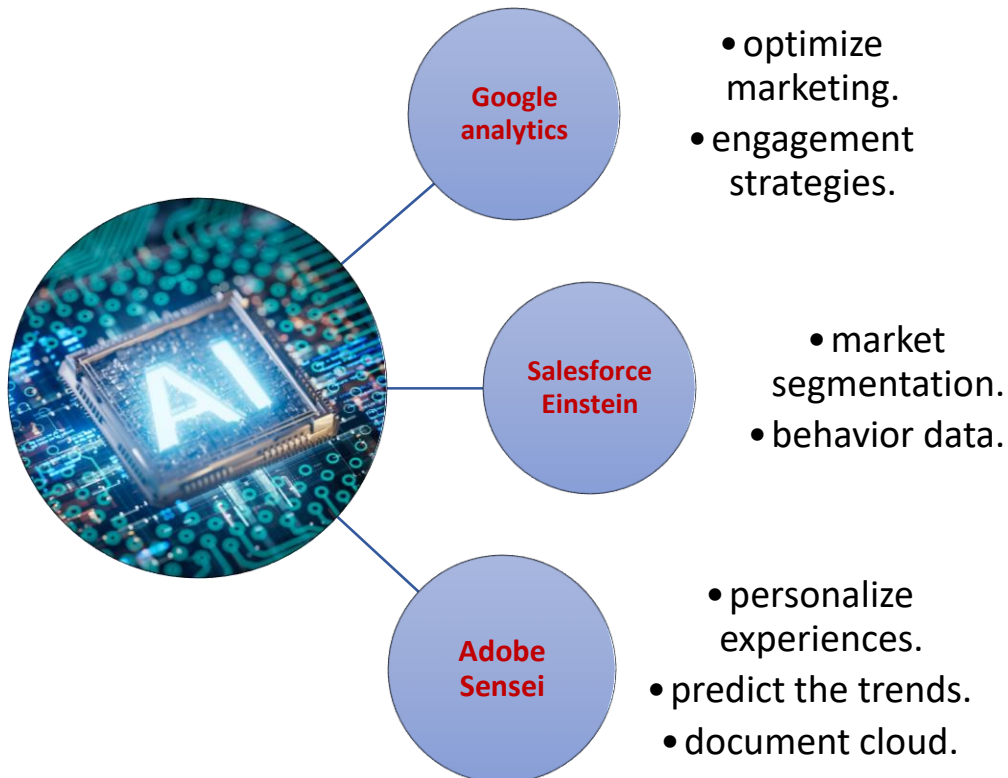 Google
analytics
• optimize
marketing.
• engagement
strategies.
AI
Salesforce
Einstein
• market
segmentation.
• behavior data.
Adobe
Sensei
• personalize
experiences.
• predict the trends.
• document cloud.